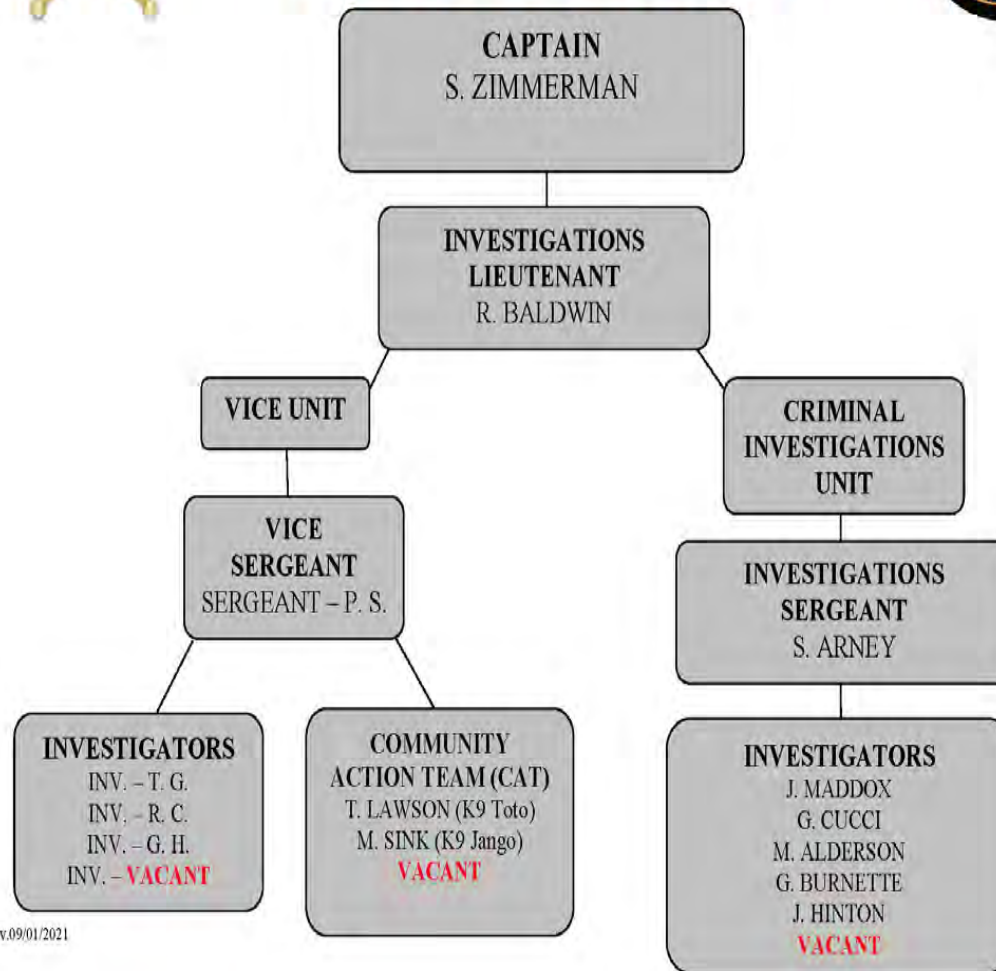 CAPTAIN
S. ZIMMERMAN
INVESTIGATIONS
LIEUTENANT
R. BALDWIN
VICE UNIT
CRIMINAL
INVESTIGATIONS
UNIT
VICE
SERGEANT
SERGEANT – P. S.
INVESTIGATIONS
SERGEANT
S. ARNEY
INVESTIGATORS
INV. – T. G.
INV. – R. C.
INV. – G. H.
INV. – VACANT
COMMUNITY
ACTION TEAM (CAT)
T. LAWSON (K9 Toto)
M. SINK (K9 Jango)
VACANT
INVESTIGATORS
J. MADDOX
G. CUCCI
M. ALDERSON
G. BURNETTE
J. HINTON
VACANT
v.09/01/2021